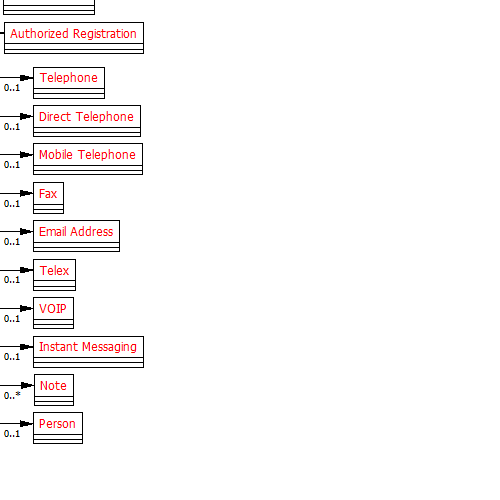 Authorized Registration
Telephone
0..1
Direct Telephone
0..1
Mobile Telephone
0..1
Fax
0..1
Email Address
0..1
Telex
0..1
VOIP
0..1
Instant Messaging
0..1
Note
0..*
Person
0..1